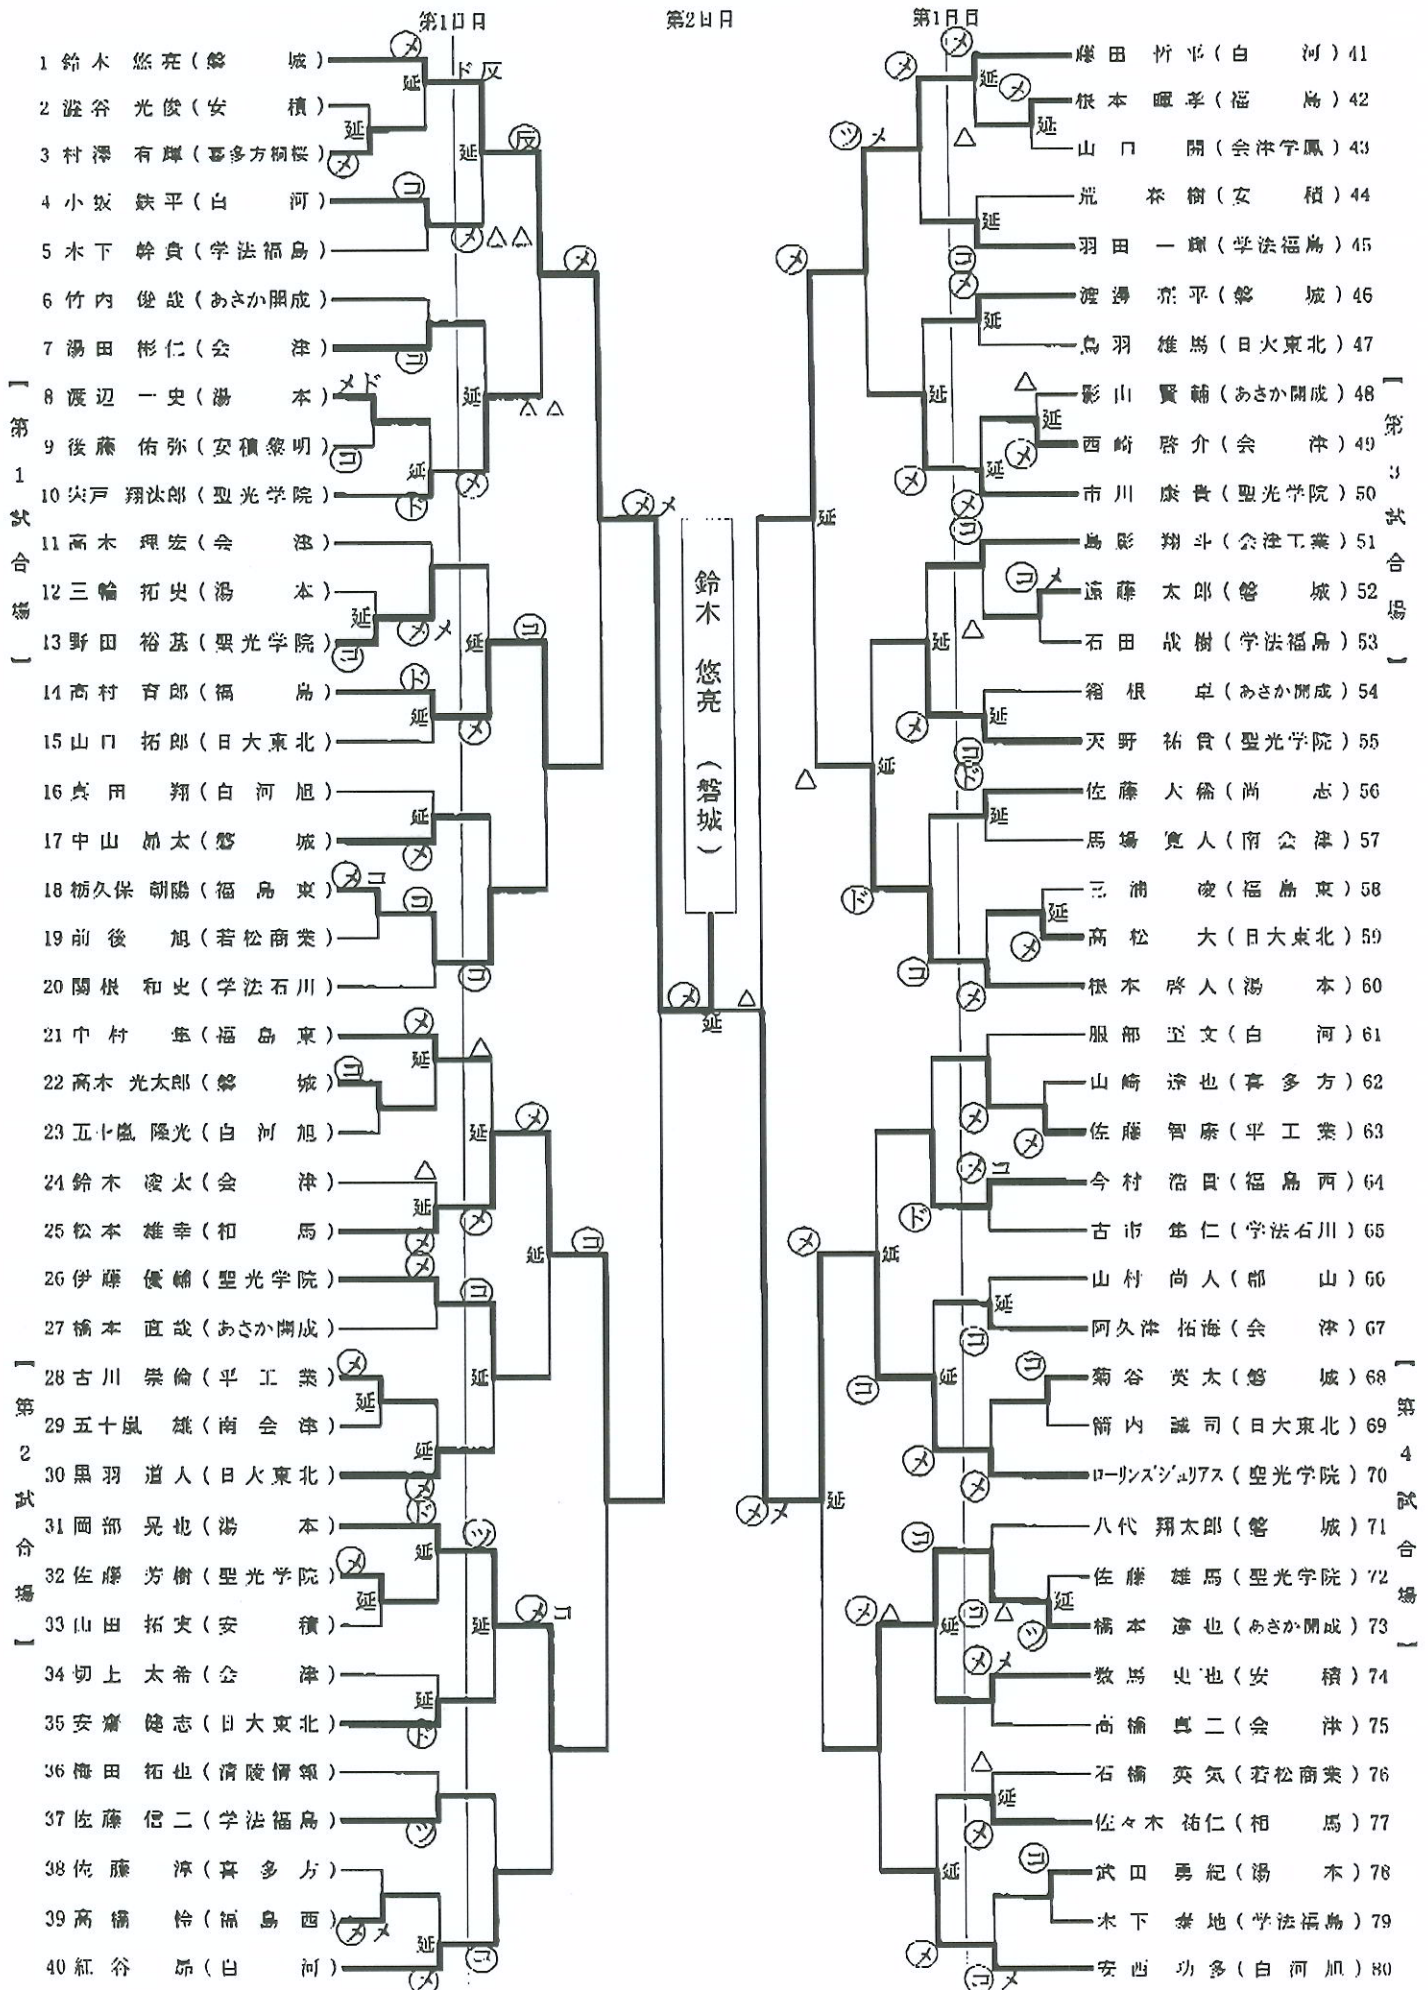 第1日目
第2日目
第1日目
【第1試合場】
1 鈴木 悠亮(磐城)
2 澁谷 光俊(安積)
3 村澤 有輝(喜多方桐桜)
4 小坂 鉄平(白河)
5 木下 幹貴(学法福島)
6 竹内 俊哉(あさか開成)
7 湯田 彬仁(会津)
8 渡辺 一史(湯本)
9 後藤 佑弥(安積黎明)
10 宍戸 翔汰郎(聖光学院)
11 高木 理宏(会津)
12 三輪 拓史(湯本)
13 野田 裕基(聖光学院)
14 高村 育郎(福島)
15 山口 拓郎(日大東北)
16 真田 翔(白河旭)
17 中山 昴太(磐城)
18 栃久保 朝陽(福島東)
19 前後 旭(若松商業)
20 関根 和史(学法石川)
【第2試合場】
21 中村 隼(福島東)
22 高木 光太郎(磐城)
23 五十嵐 隆光(白河旭)
24 鈴木 凌太(会津)
25 松本 雄幸(相馬)
26 伊藤 優輔(聖光学院)
27 橋本 直哉(あさか開成)
28 古川 崇倫(平工業)
29 五十嵐 雄(南会津)
30 黒羽 道人(日大東北)
31 岡部 晃也(湯本)
32 佐藤 芳樹(聖光学院)
33 山田 拓実(安積)
34 切上 太希(会津)
35 安齋 健志(日大東北)
36 梅田 拓也(清陵情報)
37 佐藤 信二(学法福島)
38 佐藤 淳(喜多方)
39 高橋 怜(福島西)
40 紅谷 昴(白河)
鈴木 悠亮 (磐城)
【第3試合場】
藤田 哲平(白河)41
根本 暉孝(福島)42
山口 開(会津学鳳)43
荒 春樹(安積)44
羽田 一輝(学法福島)45
渡邊 亮平(磐城)46
鳥羽 雄馬(日大東北)47
影山 賢輔(あさか開成)48
西崎 啓介(会津)49
市川 康貴(聖光学院)50
島影 翔斗(会津工業)51
遠藤 太郎(磐城)52
石田 成樹(学法福島)53
箱根 卓(あさか開成)54
天野 祐貴(聖光学院)55
佐藤 大稀(尚志)56
馬場 寛人(南会津)57
三浦 凌(福島東)58
高松 大(日大東北)59
根本 啓人(湯本)60
【第4試合場】
服部 至文(白河)61
山崎 達也(喜多方)62
佐藤 智康(平工業)63
今村 浩貴(福島西)64
古市 隼仁(学法石川)65
山村 尚人(郡山)66
阿久津 拓海(会津)67
菊谷 英太(磐城)68
箭内 誠司(日大東北)69
ローリンズジュリアス(聖光学院)70
八代 翔太郎(磐城)71
佐藤 雄馬(聖光学院)72
橋本 達也(あさか開成)73
数馬 史也(安積)74
高橋 真二(会津)75
石橋 英気(若松商業)76
佐々木 祐仁(相馬)77
武田 勇紀(湯本)78
木下 泰地(学法福島)79
安西 功多(白河旭)80